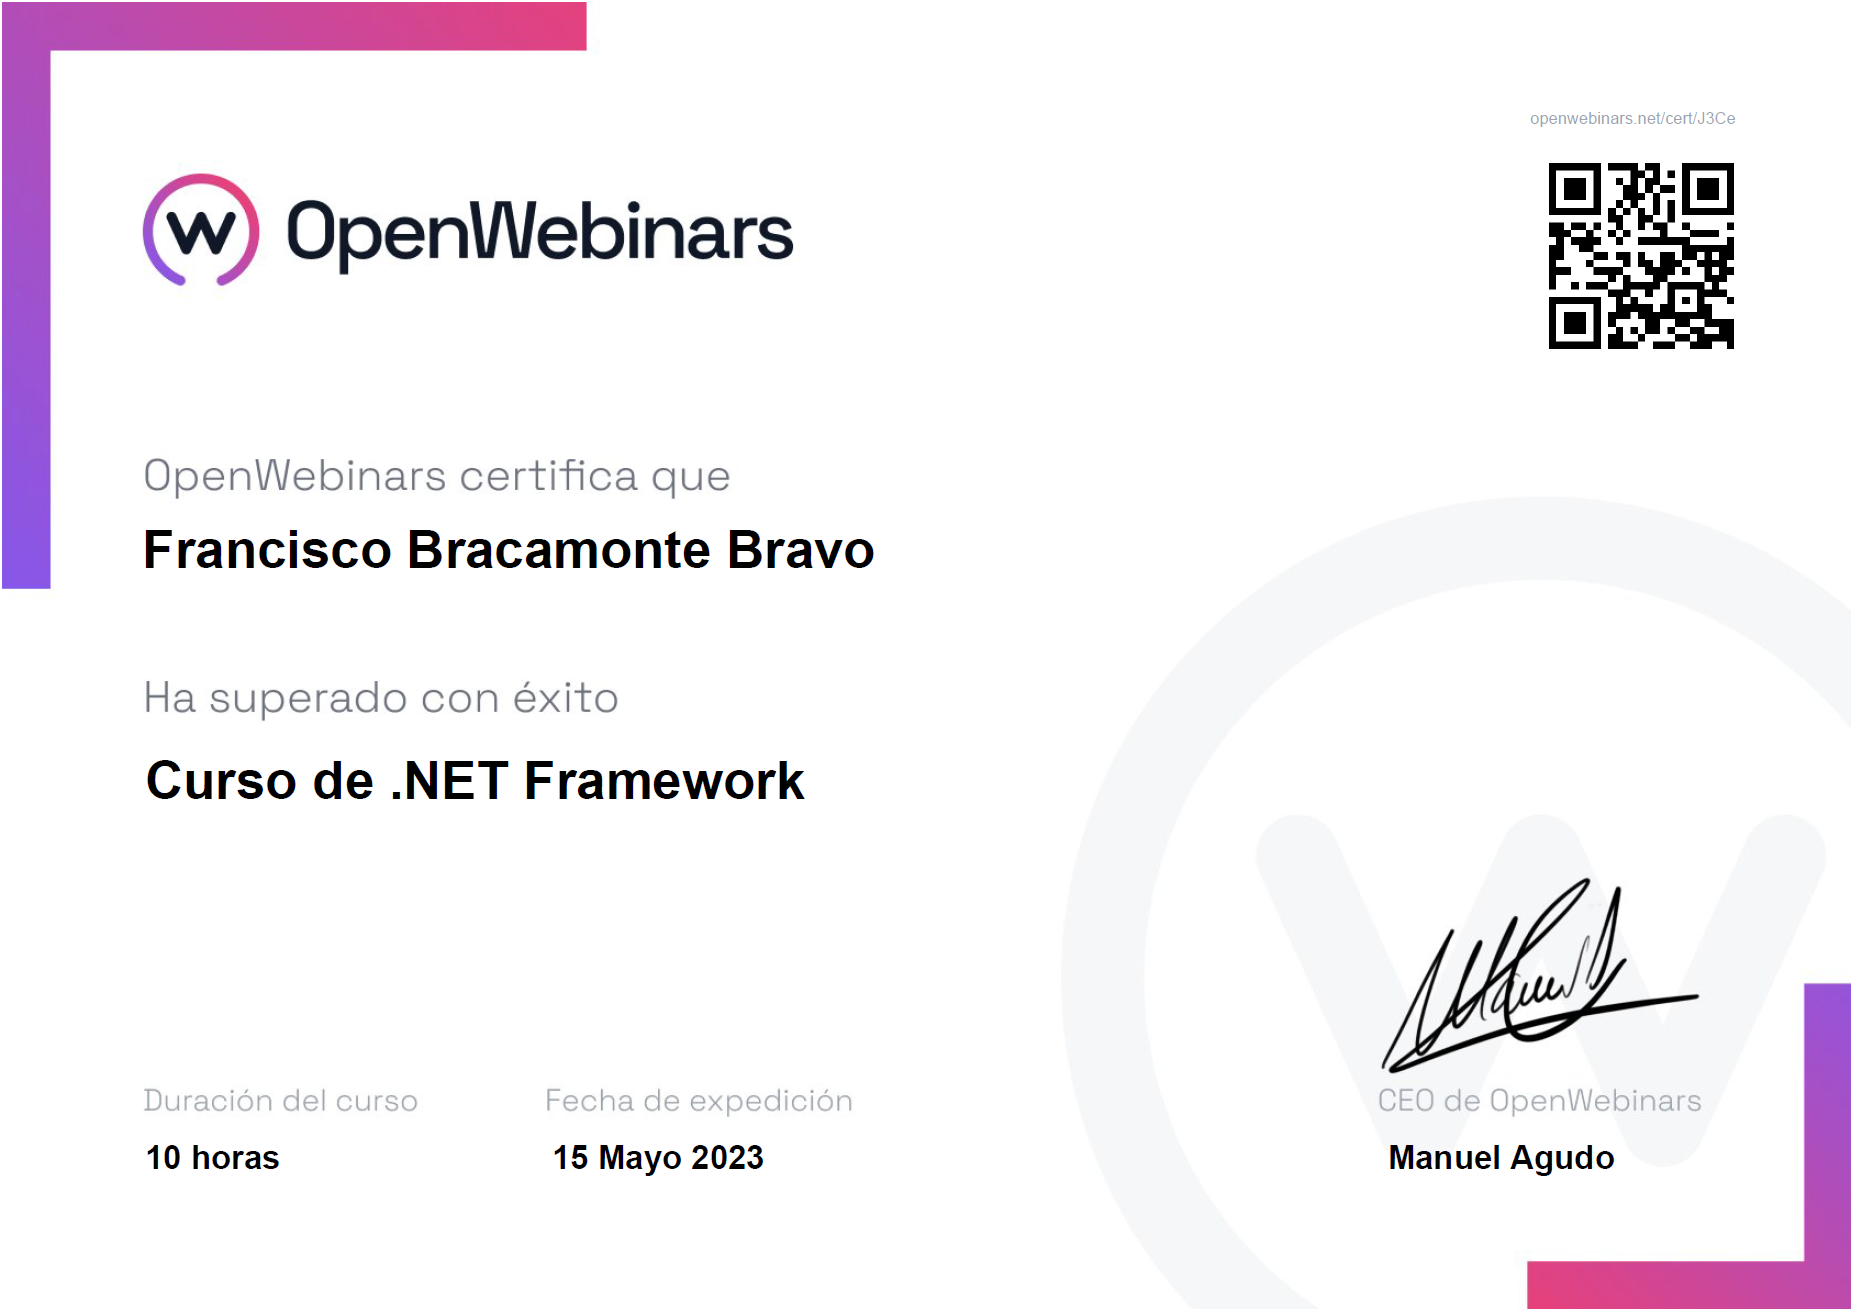 openwebinars.net/cert/J3Ce
OpenWebinars
OpenWebinars certifica que
Francisco Bracamonte Bravo
Ha superado con éxito
Curso de .NET Framework
Duración del curso
10 horas
Fecha de expedición
15 Mayo 2023
CEO de OpenWebinars
Manuel Agudo